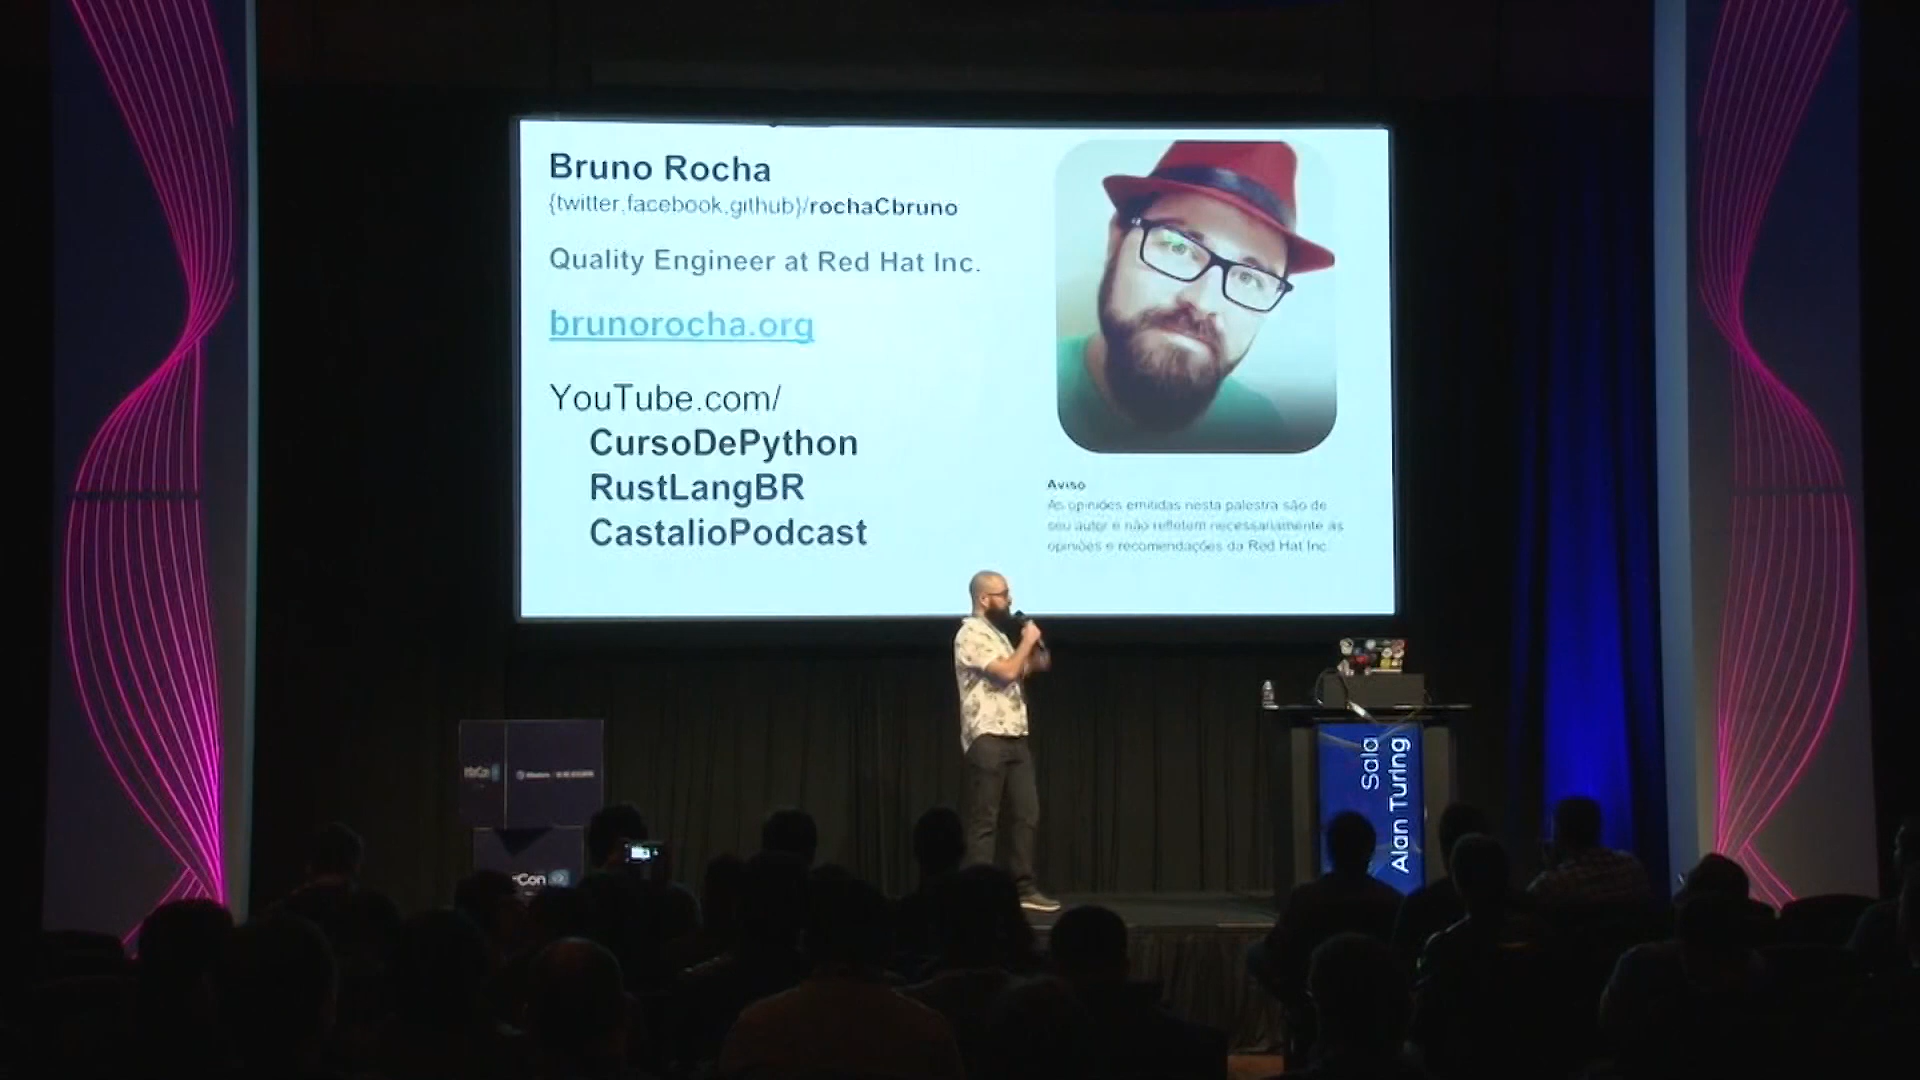 Bruno Rocha
{twitter,facebook,github}/rochaCbruno
Quality Engineer at Red Hat Inc.
brunorocha.org
YouTube.com/
CursoDePython
RustLangBR
CastalioPodcast
Aviso
As opiniões emitidas nesta palestra são de
seu autor e não refletem necessariamente as
opiniões e recomendações da Red Hat Inc.
Sala
Alan Turing